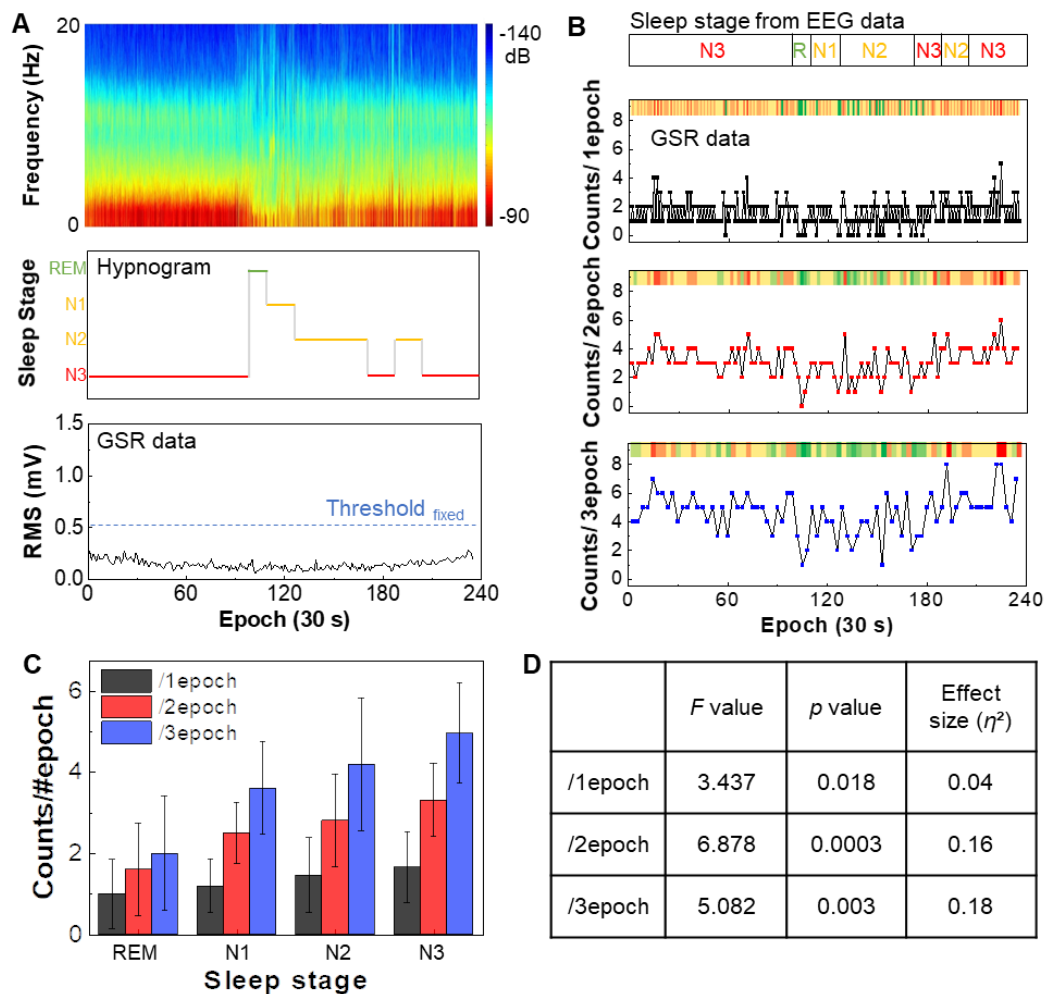 A
20
Frequency (Hz)
0
-140
dB
-90
Hypnogram
Sleep Stage
REM
N1
N2
N3
GSR data
RMS (mV)
1.5
1.0
0.5
0.0
Threshold fixed
0 60 120 180 240
Epoch (30 s)
B
Sleep stage from EEG data
N3 R N1 N2 N3 N2 N3
GSR data
Counts/ 1epoch
8
6
4
2
0
Counts/ 2epoch
8
6
4
2
0
Counts/ 3epoch
8
6
4
2
0
0 60 120 180 240
Epoch (30 s)
C
/1epoch
/2epoch
/3epoch
Counts/#epoch
6
4
2
0
REM N1 N2 N3
Sleep stage
D
F value p value Effect
size (η²)
/1epoch 3.437 0.018 0.04
/2epoch 6.878 0.0003 0.16
/3epoch 5.082 0.003 0.18